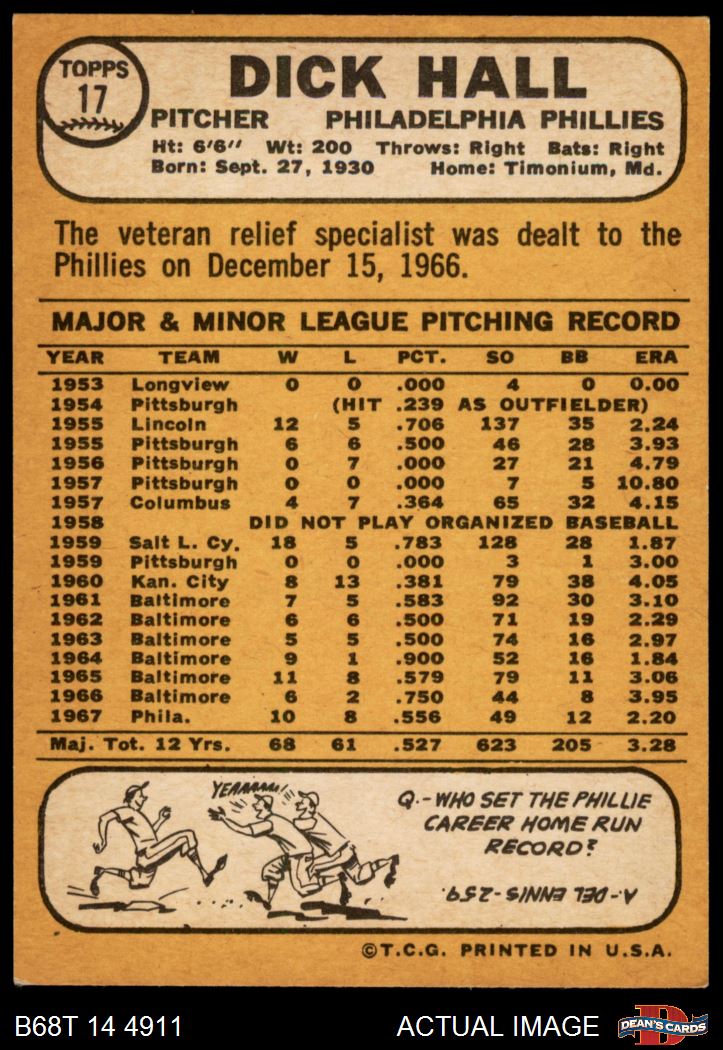 TOPPS
17
DICK HALL
PITCHER PHILADELPHIA PHILLIES
Ht: 6'6" Wt: 200 Throws: Right Bats: Right
Born: Sept. 27, 1930 Home: Timonium, Md.
The veteran relief specialist was dealt to the
Phillies on December 15, 1966.
MAJOR & MINOR LEAGUE PITCHING RECORD
YEAR TEAM W L PCT. SO BB ERA
1953 Longview 0 0 .000 4 0 0.00
1954 Pittsburgh (HIT .239 AS OUTFIELDER)
1955 Lincoln 12 5 .706 137 35 2.24
1955 Pittsburgh 6 6 .500 46 28 3.93
1956 Pittsburgh 0 7 .000 27 21 4.79
1957 Pittsburgh 0 0 .000 7 5 10.80
1957 Columbus 4 7 .364 65 32 4.15
1958 DID NOT PLAY ORGANIZED BASEBALL
1959 Salt L. Cy. 18 5 .783 128 28 1.87
1959 Pittsburgh 0 0 .000 3 1 3.00
1960 Kan. City 8 13 .381 79 38 4.05
1961 Baltimore 7 5 .583 92 30 3.10
1962 Baltimore 6 6 .500 71 19 2.29
1963 Baltimore 5 5 .500 74 16 2.97
1964 Baltimore 9 1 .900 52 16 1.84
1965 Baltimore 11 8 .579 79 11 3.06
1966 Baltimore 6 2 .750 44 8 3.95
1967 Phila. 10 8 .556 49 12 2.20
Maj. Tot. 12 Yrs. 68 61 .527 623 205 3.28
YEAAAAAI!
Q.-WHO SET THE PHILLIE
CAREER HOME RUN
RECORD?
A.-DEL ENNIS-259.
©T.C.G. PRINTED IN U.S.A.
B68T 14 4911 ACTUAL IMAGE
D
DEAN'S CARDS